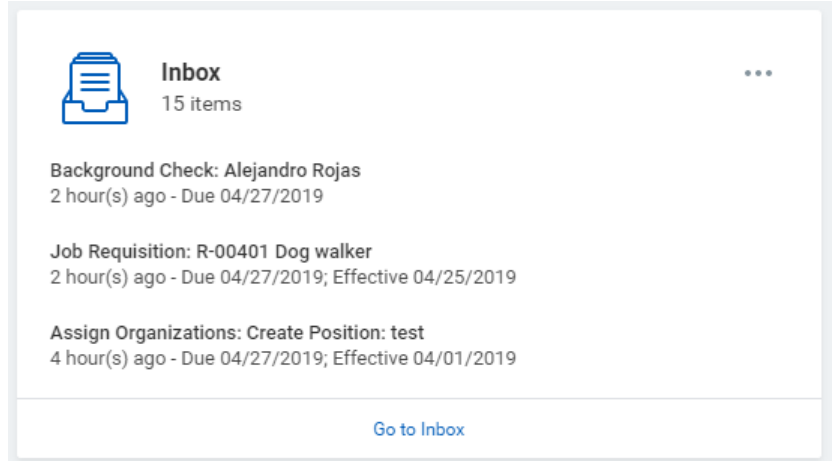 Inbox
15 items
Background Check: Alejandro Rojas
2 hour(s) ago - Due 04/27/2019
Job Requisition: R-00401 Dog walker
2 hour(s) ago - Due 04/27/2019; Effective 04/25/2019
Assign Organizations: Create Position: test
4 hour(s) ago - Due 04/27/2019; Effective 04/01/2019
Go to Inbox